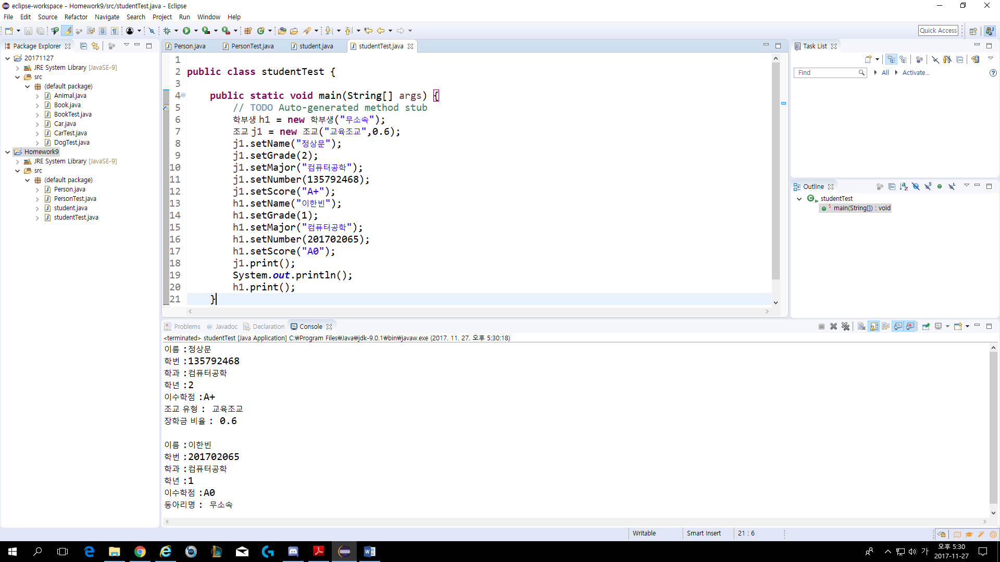 eclipse-workspace - Homework9/src/studentTest.java - Eclipse
File Edit Source Refactor Navigate Search Project Run Window Help
Quick Access
Package Explorer
20171127
JRE System Library [JavaSE-9]
src
(default package)
Animal.java
Book.java
BookTest.java
Car.java
CarTest.java
DogTest.java
Homework9
JRE System Library [JavaSE-9]
src
(default package)
Person.java
PersonTest.java
student.java
studentTest.java
Person.java PersonTest.java student.java studentTest.java
1
2 public class studentTest {
3
4 public static void main(String[] args) {
5 // TODO Auto-generated method stub
6 학부생 h1 = new 학부생("무소속");
7 조교 j1 = new 조교("교육조교",0.6);
8 j1.setName("정상문");
9 j1.setGrade(2);
10 j1.setMajor("컴퓨터공학");
11 j1.setNumber(135792468);
12 j1.setScore("A+");
13 h1.setName("이한빈");
14 h1.setGrade(1);
15 h1.setMajor("컴퓨터공학");
16 h1.setNumber(201702065);
17 h1.setScore("A0");
18 j1.print();
19 System.out.println();
20 h1.print();
21 }
Task List
Find All Activate...
Outline
studentTest
main(String[]) : void
Problems Javadoc Declaration Console
<terminated> studentTest [Java Application] C:₩Program Files₩Java₩jdk-9.0.1₩bin₩javaw.exe (2017. 11. 27. 오후 5:30:18)
이름 :정상문
학번 :135792468
학과 :컴퓨터공학
학년 :2
이수학점 :A+
조교 유형 : 교육조교
장학금 비율 : 0.6
이름 :이한빈
학번 :201702065
학과 :컴퓨터공학
학년 :1
이수학점 :A0
동아리명 : 무소속
Writable Smart Insert 21 : 6
가
오후 5:30
2017-11-27